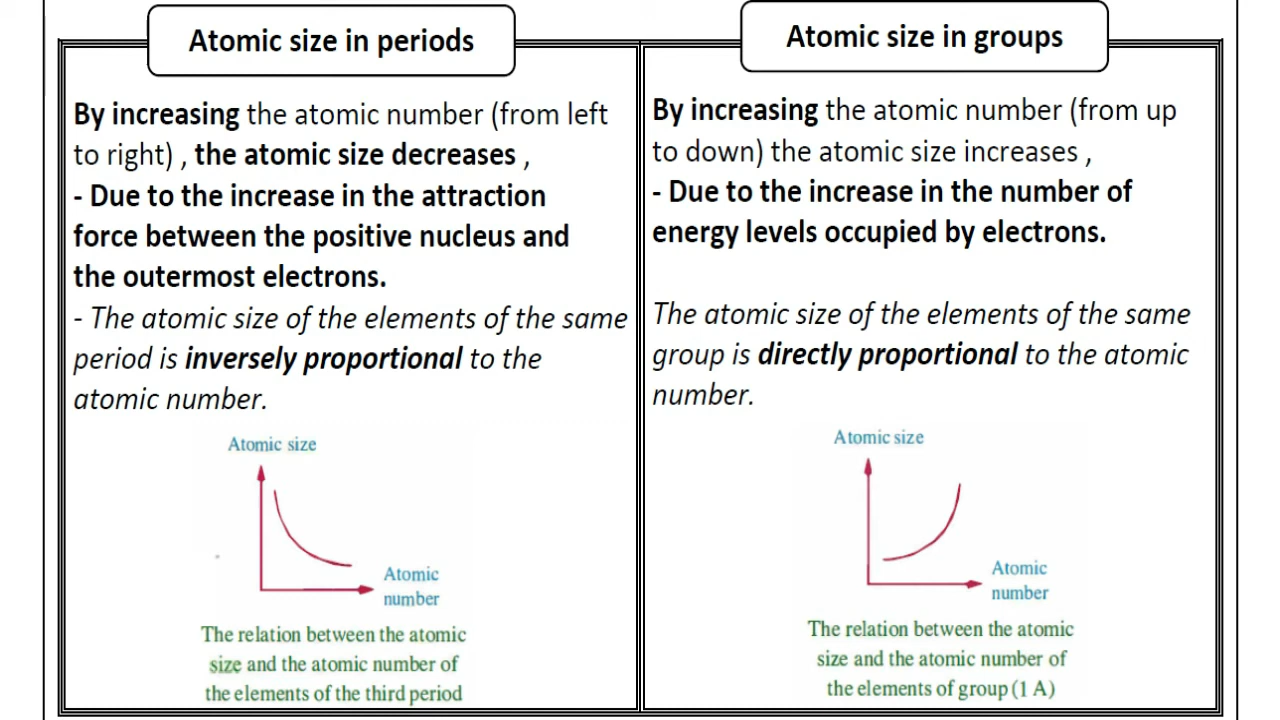 Atomic size in periods
By increasing the atomic number (from left
to right) , the atomic size decreases ,
- Due to the increase in the attraction
force between the positive nucleus and
the outermost electrons.
- The atomic size of the elements of the same
period is inversely proportional to the
atomic number.
Atomic size
Atomic
number
The relation between the atomic
size and the atomic number of
the elements of the third period
Atomic size in groups
By increasing the atomic number (from up
to down) the atomic size increases ,
- Due to the increase in the number of
energy levels occupied by electrons.
The atomic size of the elements of the same
group is directly proportional to the atomic
number.
Atomic size
Atomic
number
The relation between the atomic
size and the atomic number of
the elements of group (1 A)